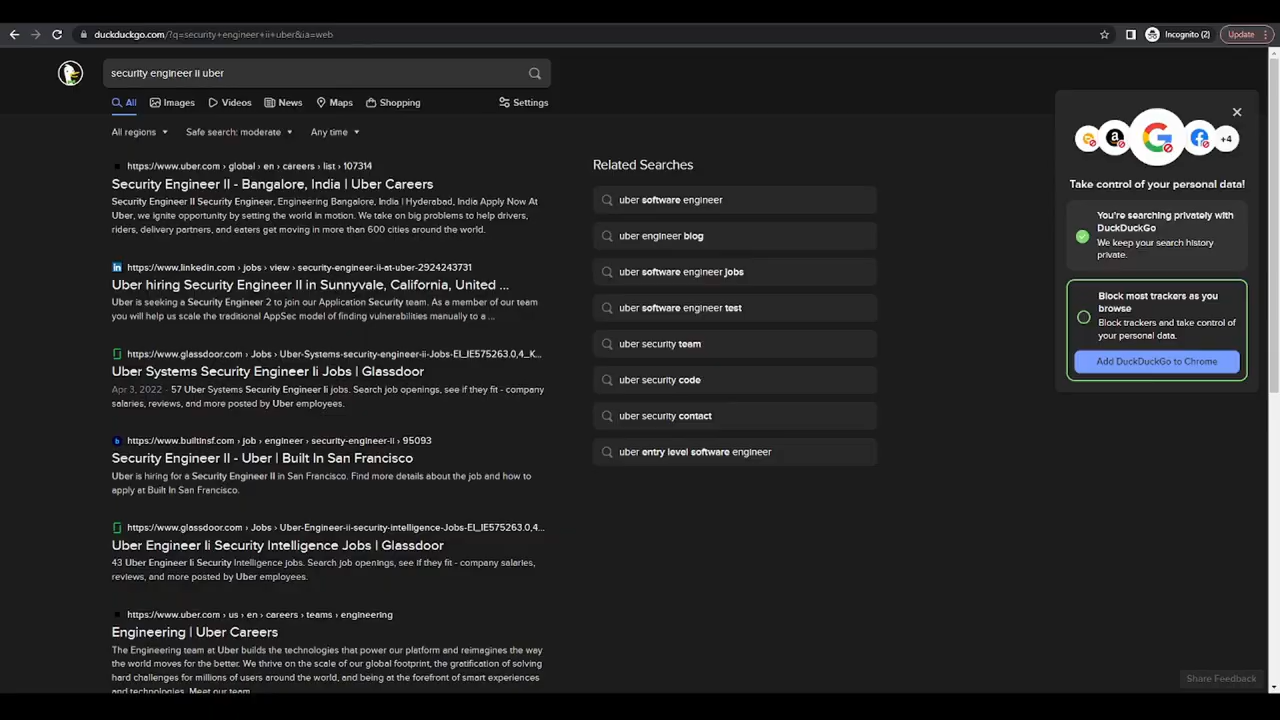 duckduckgo.com/?q=security+engineer+ii+uber&ia=web
Incognito (2)
Update
security engineer ii uber
All
Images
Videos
News
Maps
Shopping
Settings
All regions
Safe search: moderate
Any time
https://www.uber.com › global › en › careers › list › 107314
Security Engineer II - Bangalore, India | Uber Careers
Security Engineer II Security Engineer, Engineering Bangalore, India | Hyderabad, India Apply Now At
Uber, we ignite opportunity by setting the world in motion. We take on big problems to help drivers,
riders, delivery partners, and eaters get moving in more than 600 cities around the world.
in https://www.linkedin.com › jobs › view › security-engineer-ii-at-uber-2924243731
Uber hiring Security Engineer II in Sunnyvale, California, United ...
Uber is seeking a Security Engineer 2 to join our Application Security team. As a member of our team
you will help us scale the traditional AppSec model of finding vulnerabilities manually to a ...
https://www.glassdoor.com › Jobs › Uber-Systems-security-engineer-ii-Jobs-EI_IE575263.0,4_K...
Uber Systems Security Engineer Ii Jobs | Glassdoor
Apr 3, 2022 - 57 Uber Systems Security Engineer Ii jobs. Search job openings, see if they fit - company
salaries, reviews, and more posted by Uber employees.
b https://www.builtinsf.com › job › engineer › security-engineer-ii › 95093
Security Engineer II - Uber | Built In San Francisco
Uber is hiring for a Security Engineer II in San Francisco. Find more details about the job and how to
apply at Built In San Francisco.
https://www.glassdoor.com › Jobs › Uber-Engineer-ii-security-intelligence-Jobs-EI_IE575263.0,4...
Uber Engineer Ii Security Intelligence Jobs | Glassdoor
43 Uber Engineer Ii Security Intelligence jobs. Search job openings, see if they fit - company salaries,
reviews, and more posted by Uber employees.
https://www.uber.com › us › en › careers › teams › engineering
Engineering | Uber Careers
The Engineering team at Uber builds the technologies that power our platform and reimagines the way
the world moves for the better. We thrive on the scale of our global footprint, the gratification of solving
hard challenges for millions of users around the world, and being at the forefront of smart experiences
and technologies. Meet our team
Related Searches
uber software engineer
uber engineer blog
uber software engineer jobs
uber software engineer test
uber security team
uber security code
uber security contact
uber entry level software engineer
+4
Take control of your personal data!
You're searching privately with
DuckDuckGo
We keep your search history
private.
Block most trackers as you
browse
Block trackers and take control of
your personal data.
Add DuckDuckGo to Chrome
Share Feedback